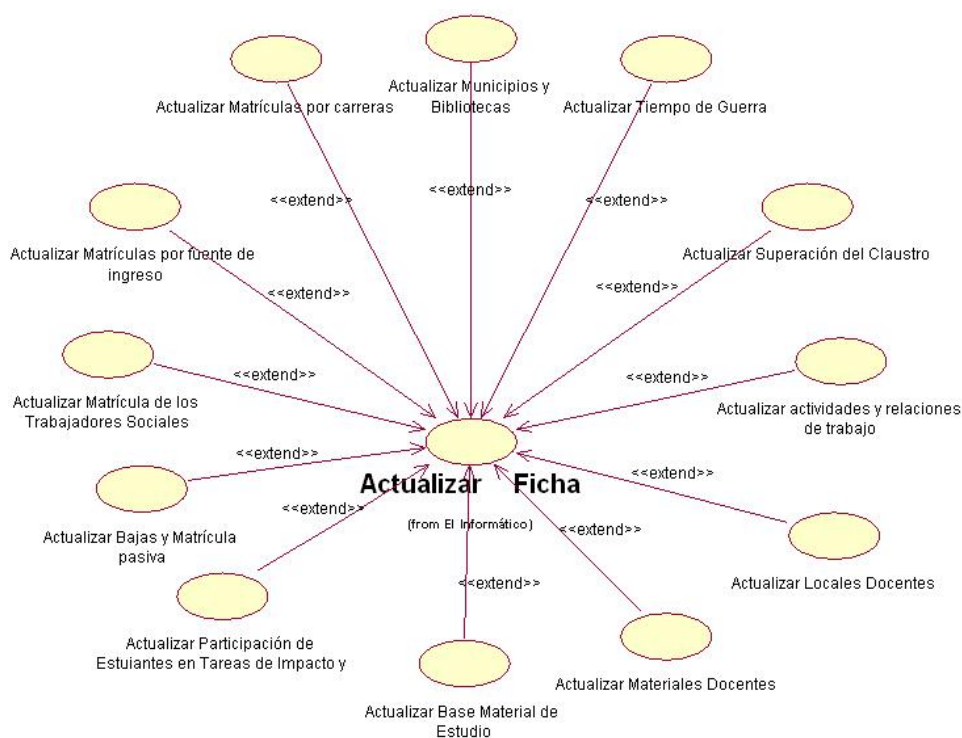 Actualizar Matrículas por carreras
Actualizar Municipios y
Bibliotecas
Actualizar Tiempo de Guerra
<<extend>>
<<extend>>
<<extend>>
Actualizar Matrículas por fuente de
ingreso
<<extend>>
<<extend>>
Actualizar Superación del Claustro
Actualizar Matrícula de los
Trabajadores Sociales
<<extend>>
<<extend>>
Actualizar actividades y relaciones
de trabajo
Actualizar Ficha
(from El Informático)
Actualizar Bajas y Matrícula
pasiva
<<extend>>
<<extend>>
Actualizar Locales Docentes
Actualizar Participación de
Estuiantes en Tareas de Impacto y
<<extend>>
<<extend>>
<<extend>>
Actualizar Base Material de
Estudio
Actualizar Materiales Docentes